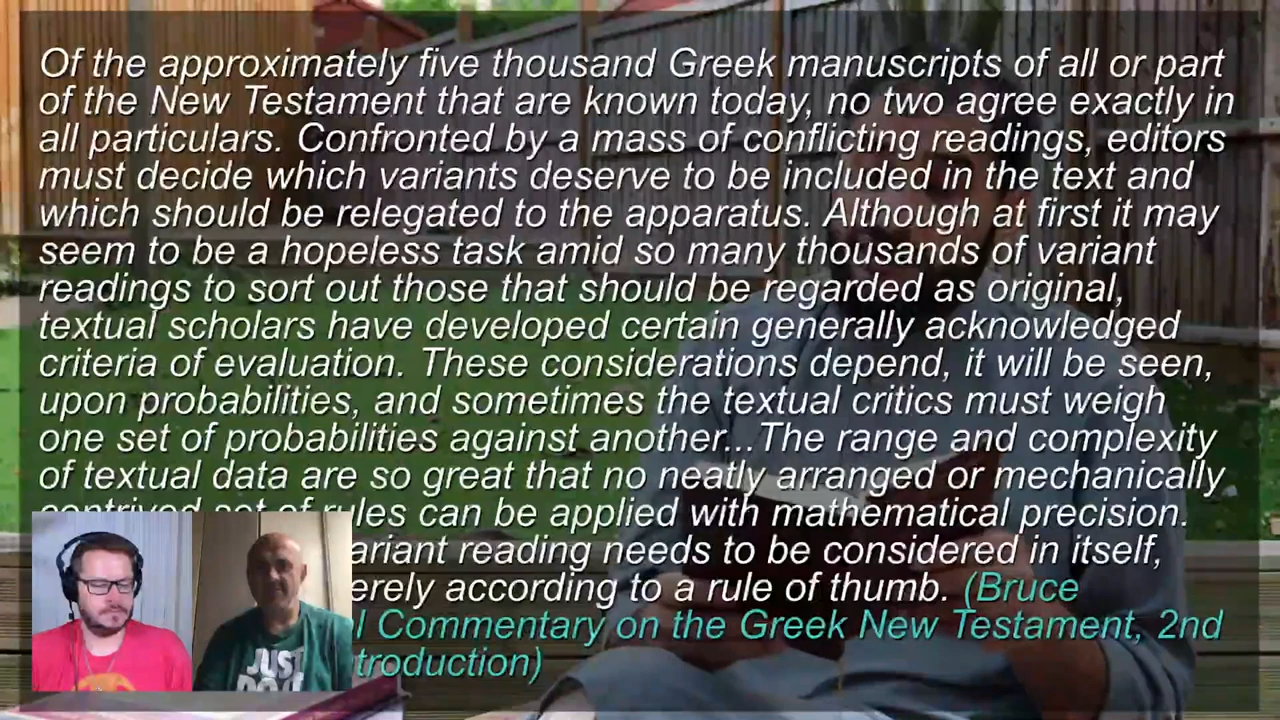 Of the approximately five thousand Greek manuscripts of all or part
of the New Testament that are known today, no two agree exactly in
all particulars. Confronted by a mass of conflicting readings, editors
must decide which variants deserve to be included in the text and
which should be relegated to the apparatus. Although at first it may
seem to be a hopeless task amid so many thousands of variant
readings to sort out those that should be regarded as original,
textual scholars have developed certain generally acknowledged
criteria of evaluation. These considerations depend, it will be seen,
upon probabilities, and sometimes the textual critics must weigh
one set of probabilities against another...The range and complexity
of textual data are so great that no neatly arranged or mechanically
contrived set of rules can be applied with mathematical precision.
ariant reading needs to be considered in itself,
erely according to a rule of thumb. (Bruce
l Commentary on the Greek New Testament, 2nd
troduction)
JUST
DO IT